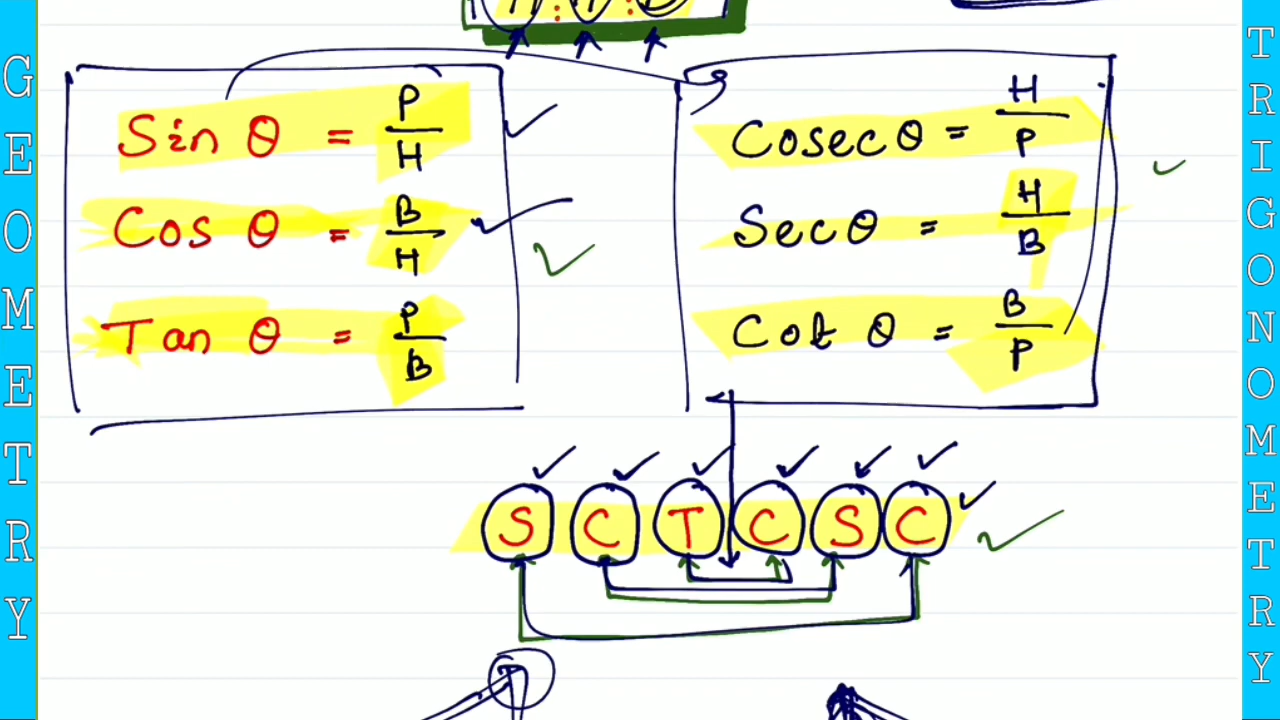 GEOMETRY
Sin θ = P/H
Cos θ = B/H
Tan θ = P/B
Cosec θ = H/P
Sec θ = H/B
Cot θ = B/P
S C T C S C
TRIGONOMETRY